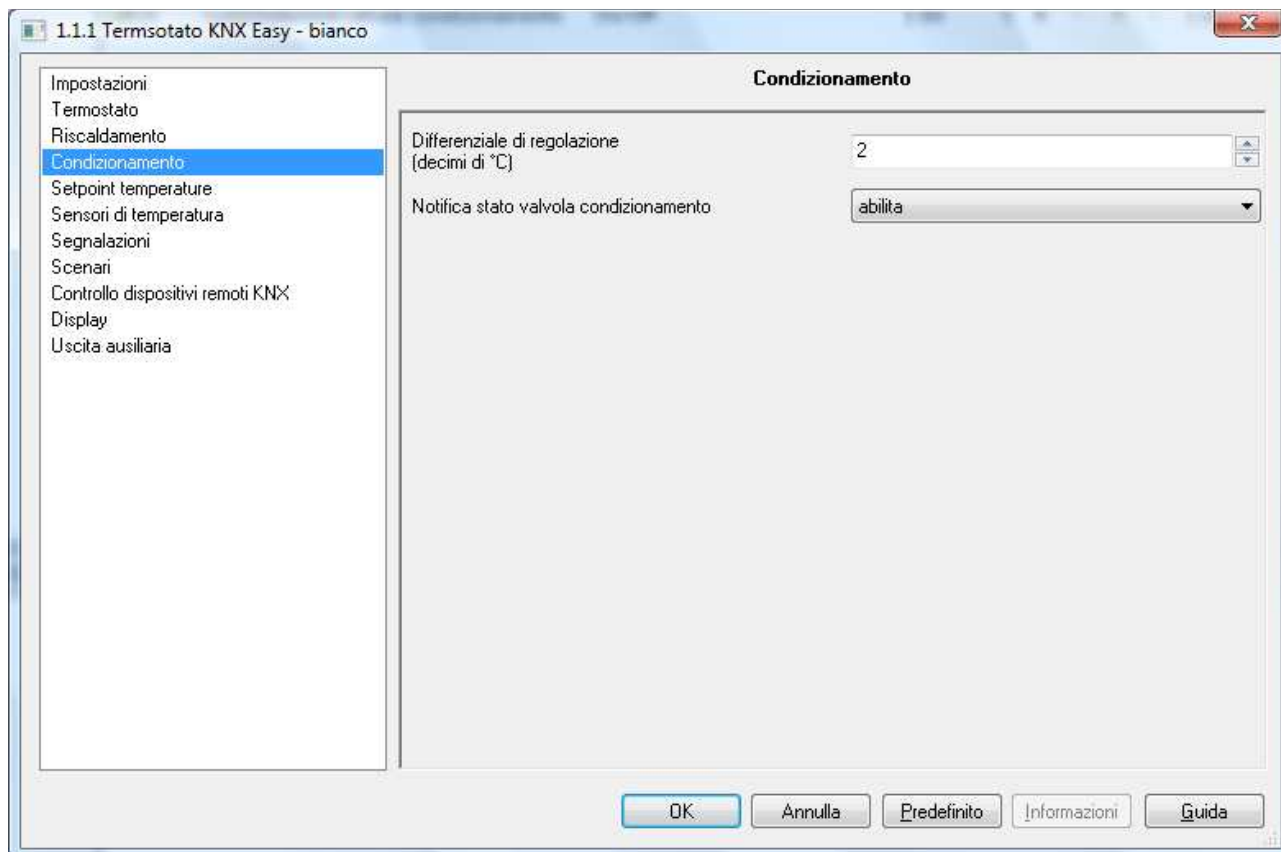 1.1.1 Termsotato KNX Easy - bianco
Impostazioni
Termostato
Riscaldamento
Condizionamento
Setpoint temperature
Sensori di temperatura
Segnalazioni
Scenari
Controllo dispositivi remoti KNX
Display
Uscita ausiliaria
Condizionamento
Differenziale di regolazione
(decimi di °C)
2
Notifica stato valvola condizionamento
abilita
OK
Annulla
Predefinito
Informazioni
Guida